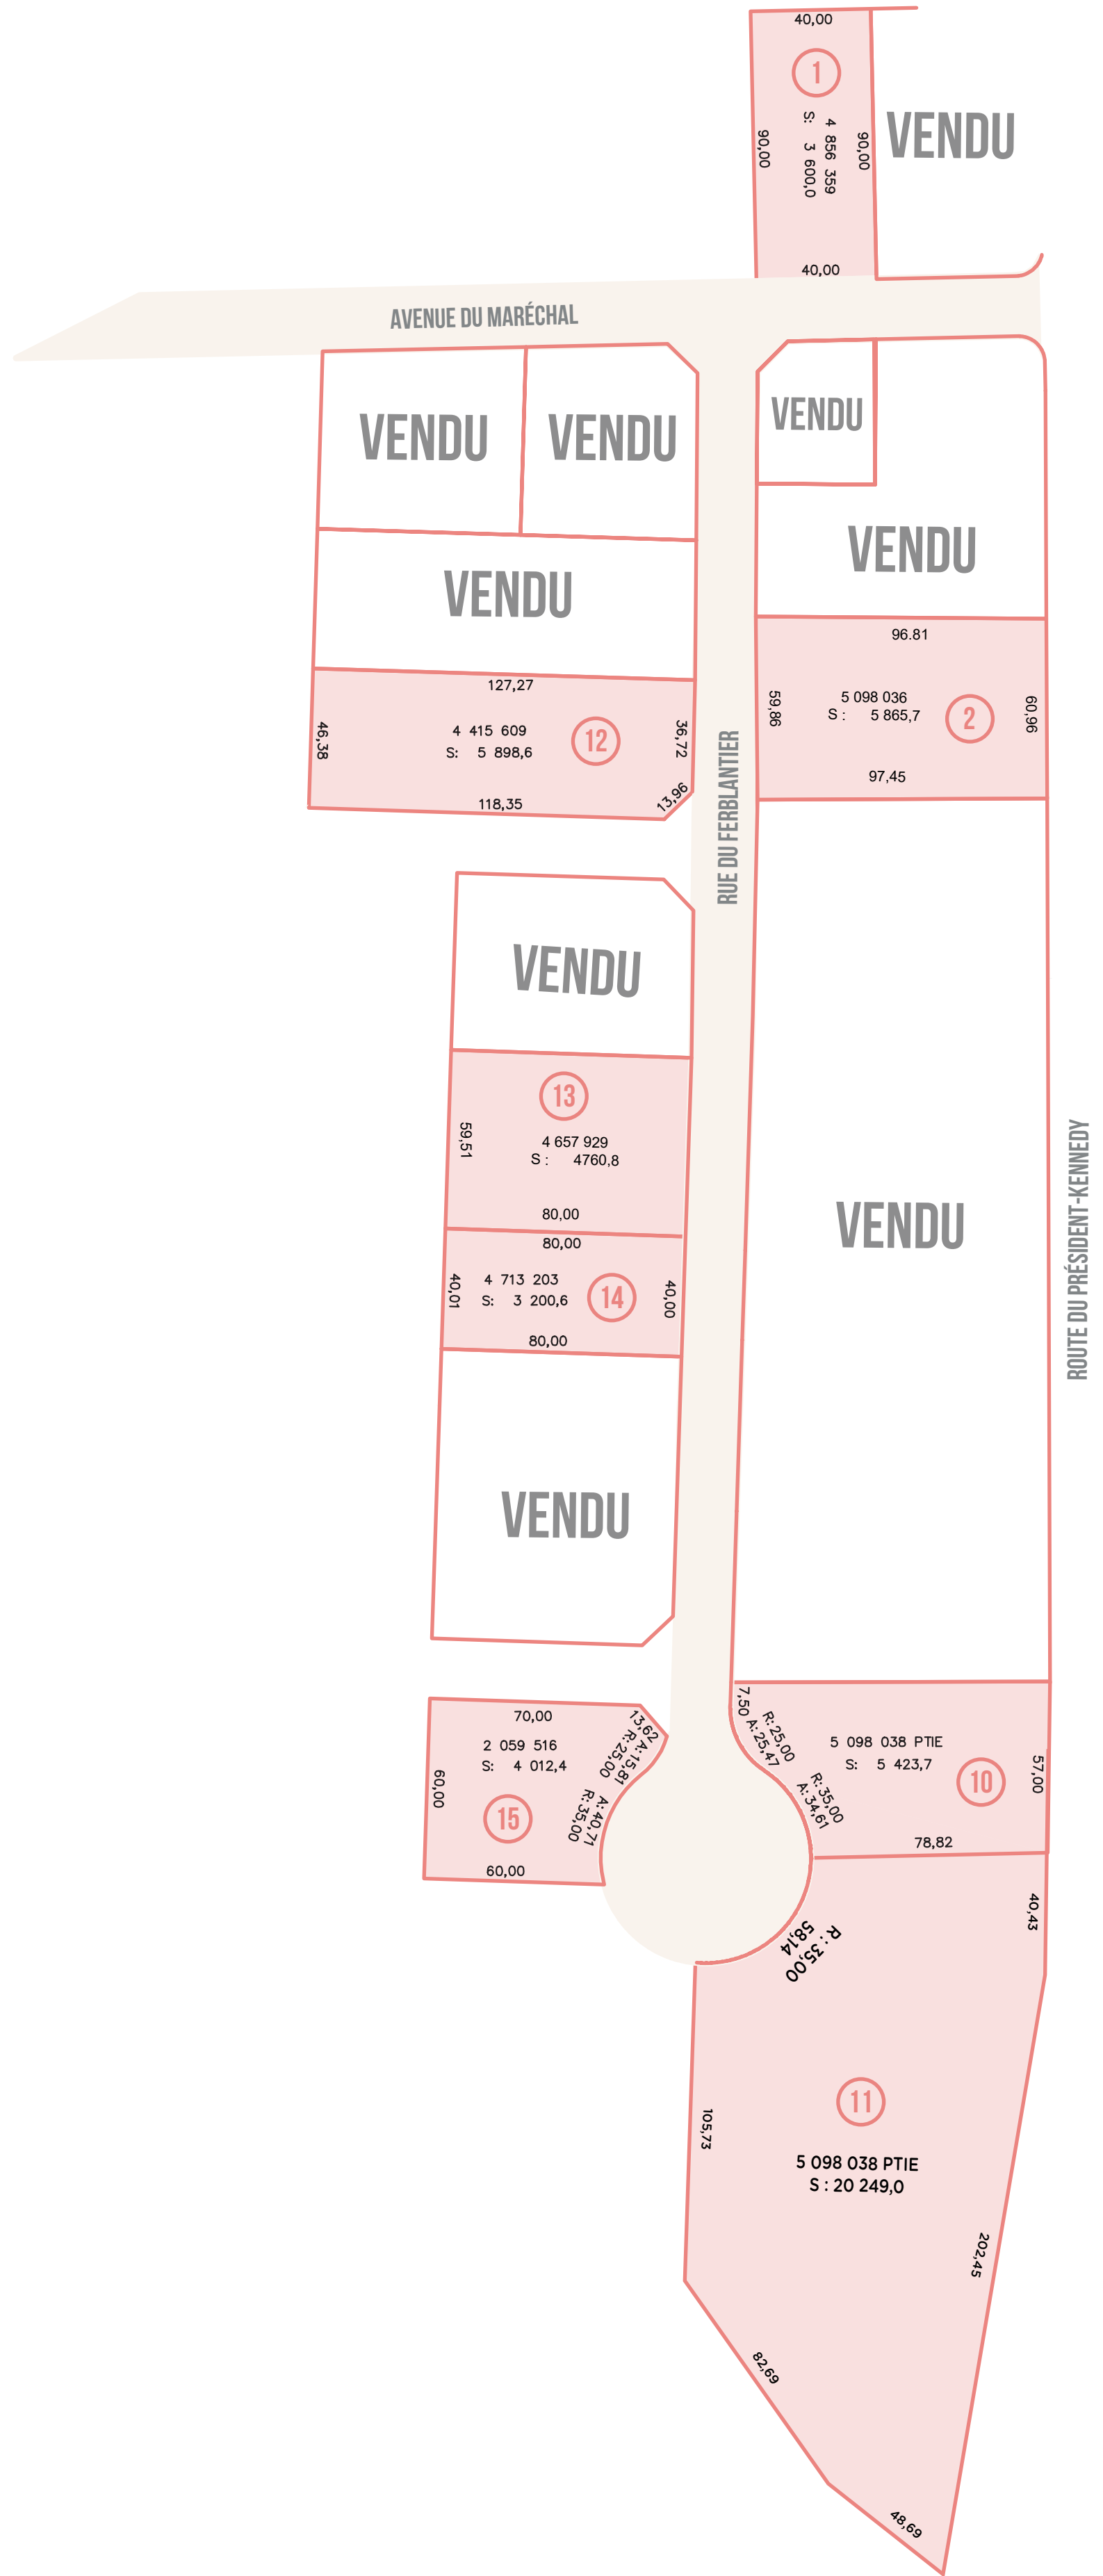 40,00
1
4 856 359
S: 3 600,0
90,00
90,00
40,00
VENDU
AVENUE DU MARÉCHAL
VENDU
VENDU
VENDU
VENDU
VENDU
127,27
4 415 609
S: 5 898,6
12
46,38
36,72
13,96
118,35
96.81
5 098 036
S : 5 865,7
2
59,86
60,96
97,45
RUE DU FERBLANTIER
VENDU
13
4 657 929
S : 4760,8
59,51
80,00
80,00
4 713 203
S: 3 200,6
14
40,01
40,00
80,00
VENDU
ROUTE DU PRÉSIDENT-KENNEDY
VENDU
70,00
2 059 516
S: 4 012,4
15
60,00
13,62
A: 15,81
R: 25,00
A: 40,71
R: 35,00
60,00
7,50
R: 25,00
A: 25,47
R: 35,00
A: 34,61
5 098 038 PTIE
S: 5 423,7
10
57,00
78,82
40,43
R : 35,00
58,14
11
5 098 038 PTIE
S : 20 249,0
105,73
202,45
82,69
48,69